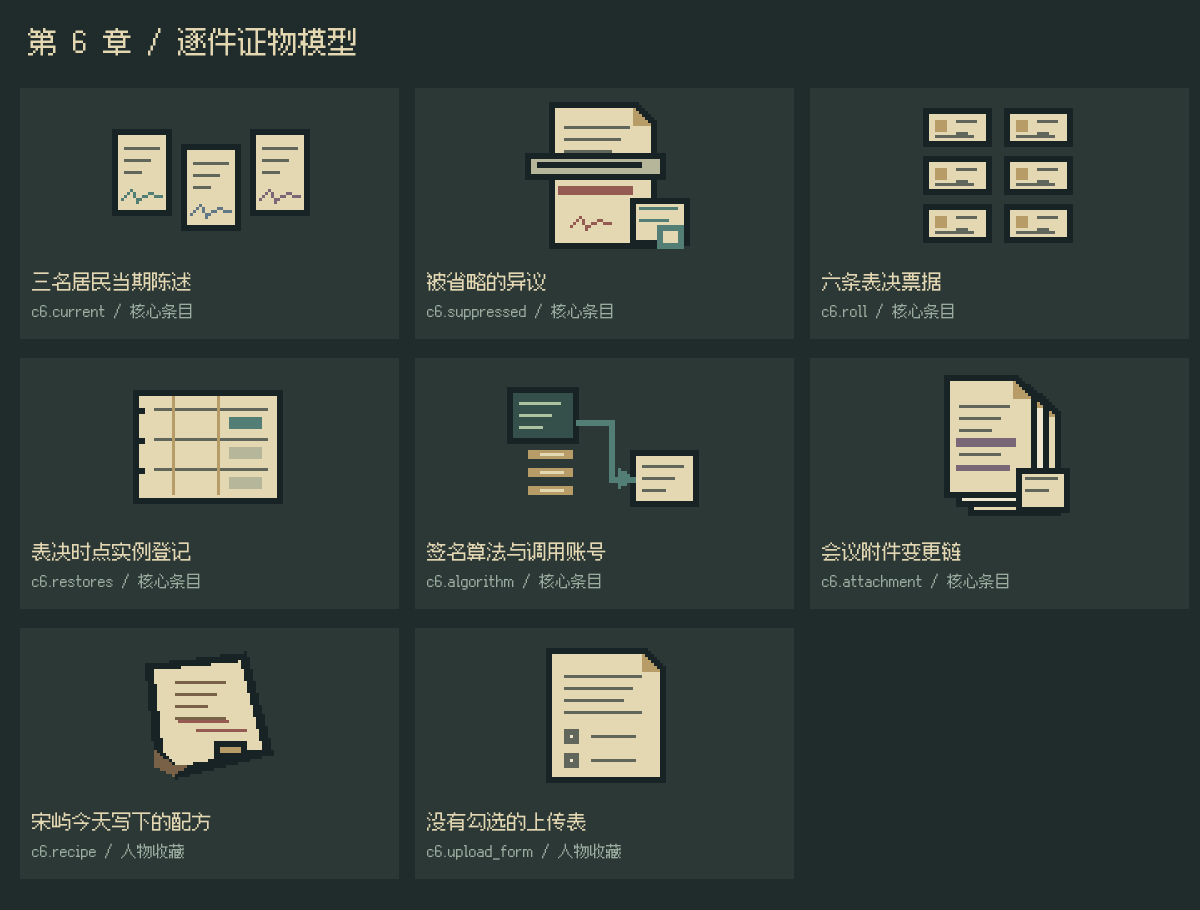 第 6 章 / 逐件证物模型
三名居民当期陈述
c6.current / 核心条目
被省略的异议
c6.suppressed / 核心条目
六条表决票据
c6.roll / 核心条目
表决时点实例登记
c6.restores / 核心条目
签名算法与调用账号
c6.algorithm / 核心条目
会议附件变更链
c6.attachment / 核心条目
宋屿今天写下的配方
c6.recipe / 人物收藏
没有勾选的上传表
c6.upload_form / 人物收藏